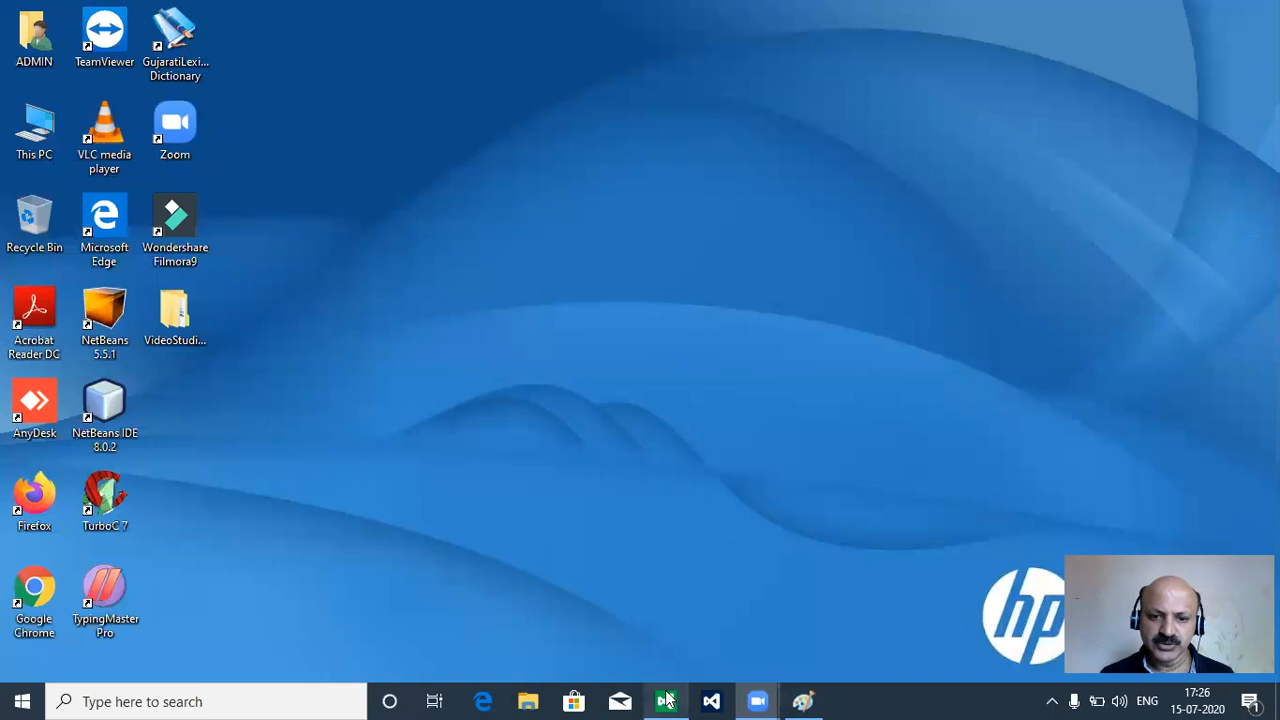 ADMIN
TeamViewer
GujaratiLexi...
Dictionary
This PC
VLC media
player
Zoom
Recycle Bin
Microsoft
Edge
Wondershare
Filmora9
Acrobat
Reader DC
NetBeans
5.5.1
VideoStudi...
AnyDesk
NetBeans IDE
8.0.2
Firefox
TurboC 7
Google
Chrome
TypingMaster
Pro
hp
Type here to search
ENG
17:26
15-07-2020
1